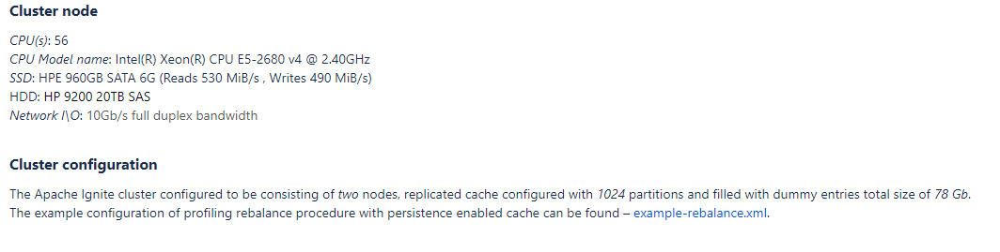 Cluster node
CPU(s): 56
CPU Model name: Intel(R) Xeon(R) CPU E5-2680 v4 @ 2.40GHz
SSD: HPE 960GB SATA 6G (Reads 530 MiB/s , Writes 490 MiB/s)
HDD: HP 9200 20TB SAS
Network I\O: 10Gb/s full duplex bandwidth
Cluster configuration
The Apache Ignite cluster configured to be consisting of two nodes, replicated cache configured with 1024 partitions and filled with dummy entries total size of 78 Gb.
The example configuration of profiling rebalance procedure with persistence enabled cache can be found – example-rebalance.xml.